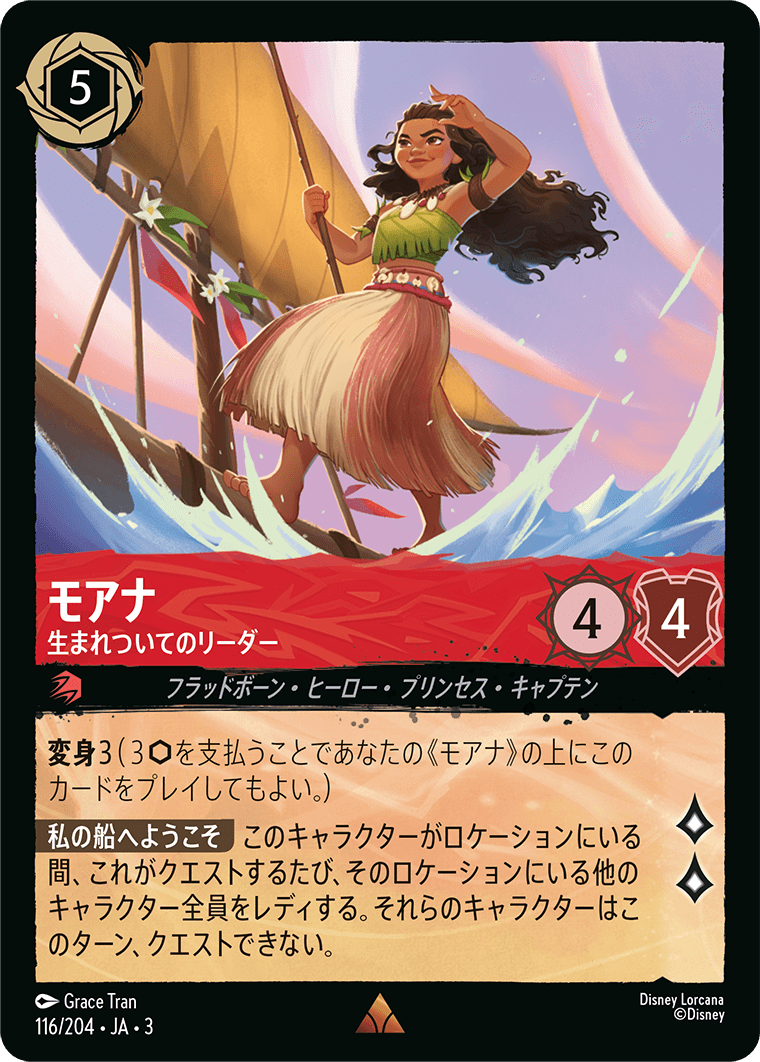 5
モアナ
生まれついてのリーダー
4
4
フラッドボーン・ヒーロー・プリンセス・キャプテン
変身3(3⬡を支払うことであなたの《モアナ》の上にこの
カードをプレイしてもよい。)
私の船へようこそ このキャラクターがロケーションにいる
間、これがクエストするたび、そのロケーションにいる他の
キャラクター全員をレディする。それらのキャラクターはこ
のターン、クエストできない。
Grace Tran
116/204・JA・3
Disney Lorcana
©Disney